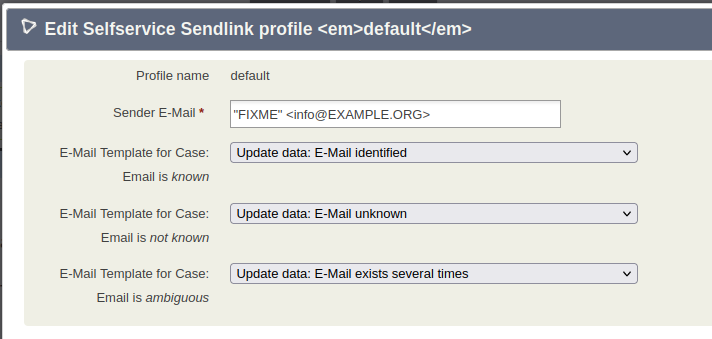 Edit Selfservice Sendlink profile <em>default</em>
Profile name default
Sender E-Mail * "FIXME" <info@EXAMPLE.ORG>
E-Mail Template for Case: Update data: E-Mail identified
Email is known
E-Mail Template for Case: Update data: E-Mail unknown
Email is not known
E-Mail Template for Case: Update data: E-Mail exists several times
Email is ambiguous